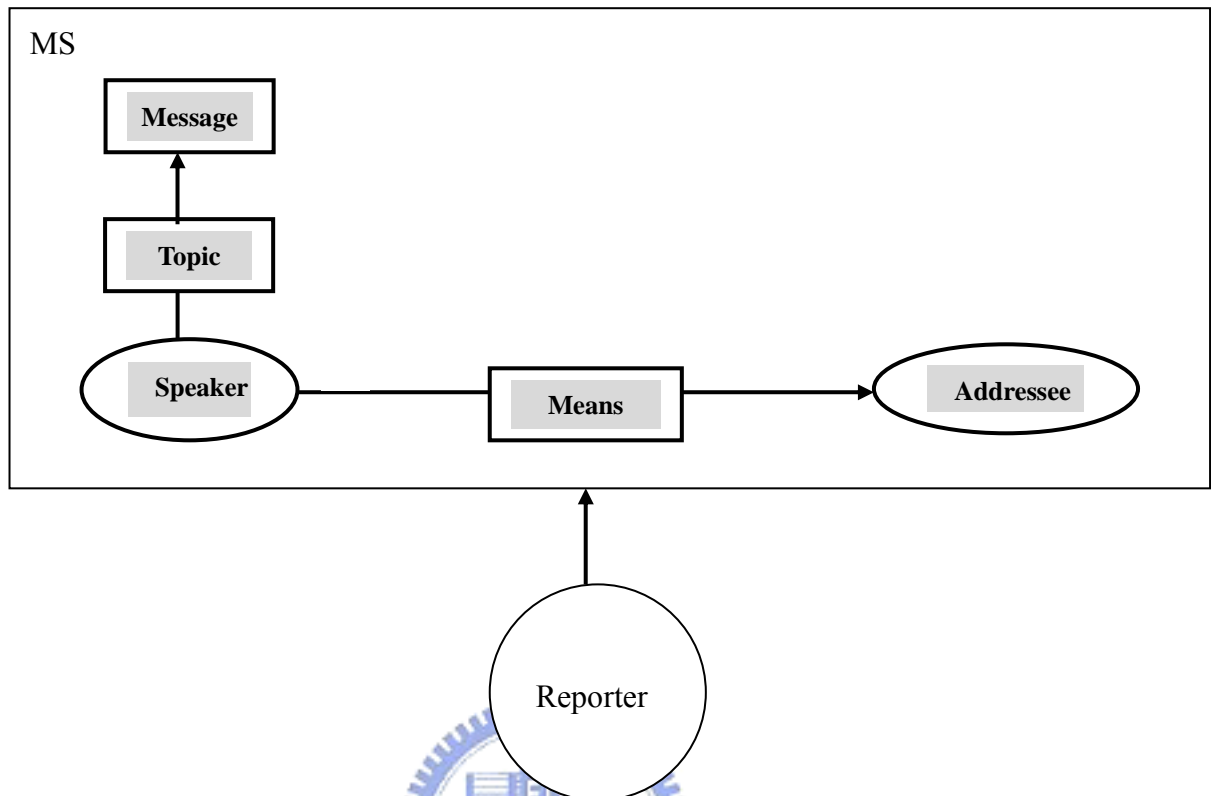 MS
Message
Topic
Speaker
Means
Addressee
Reporter